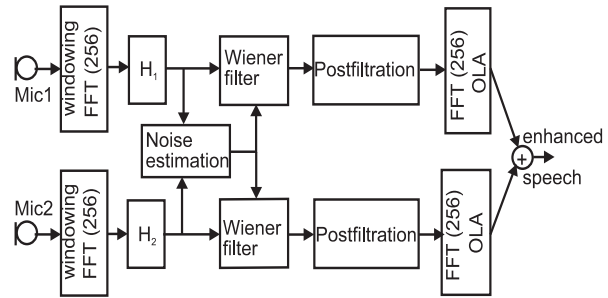 Mic1
windowing
FFT (256)
H1
Wiener
filter
Postfiltration
FFT (256)
OLA
Noise
estimation
enhanced
+
speech
Mic2
windowing
FFT (256)
H2
Wiener
filter
Postfiltration
FFT (256)
OLA